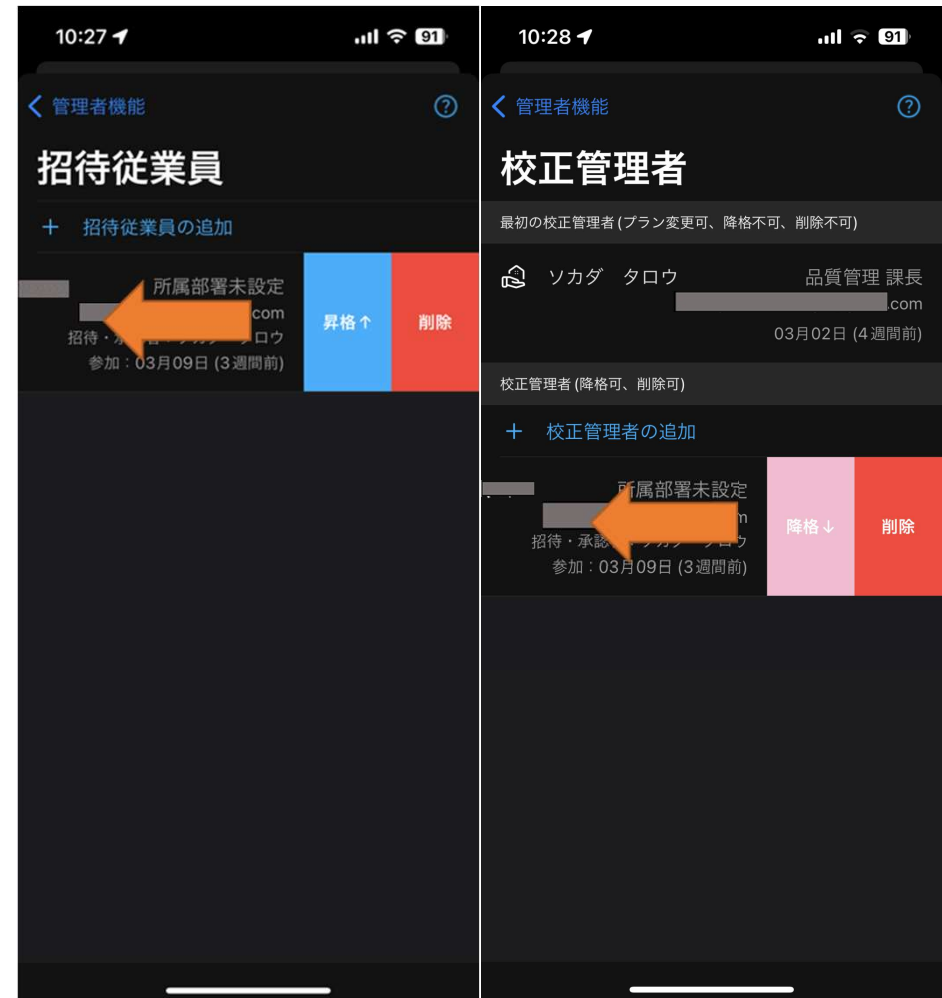 10:27
91
管理者機能
?
招待従業員
+ 招待従業員の追加
所属部署未設定
com
招待・
ロウ
参加：03月09日 (3週間前)
昇格↑
削除
10:28
91
管理者機能
?
校正管理者
最初の校正管理者 (プラン変更可、降格不可、削除不可)
ソカダ　タロウ
品質管理 課長
.com
03月02日 (4週間前)
校正管理者 (降格可、削除可)
+ 校正管理者の追加
所属部署未設定
m
招待・承認
ウ
参加：03月09日 (3週間前)
降格↓
削除